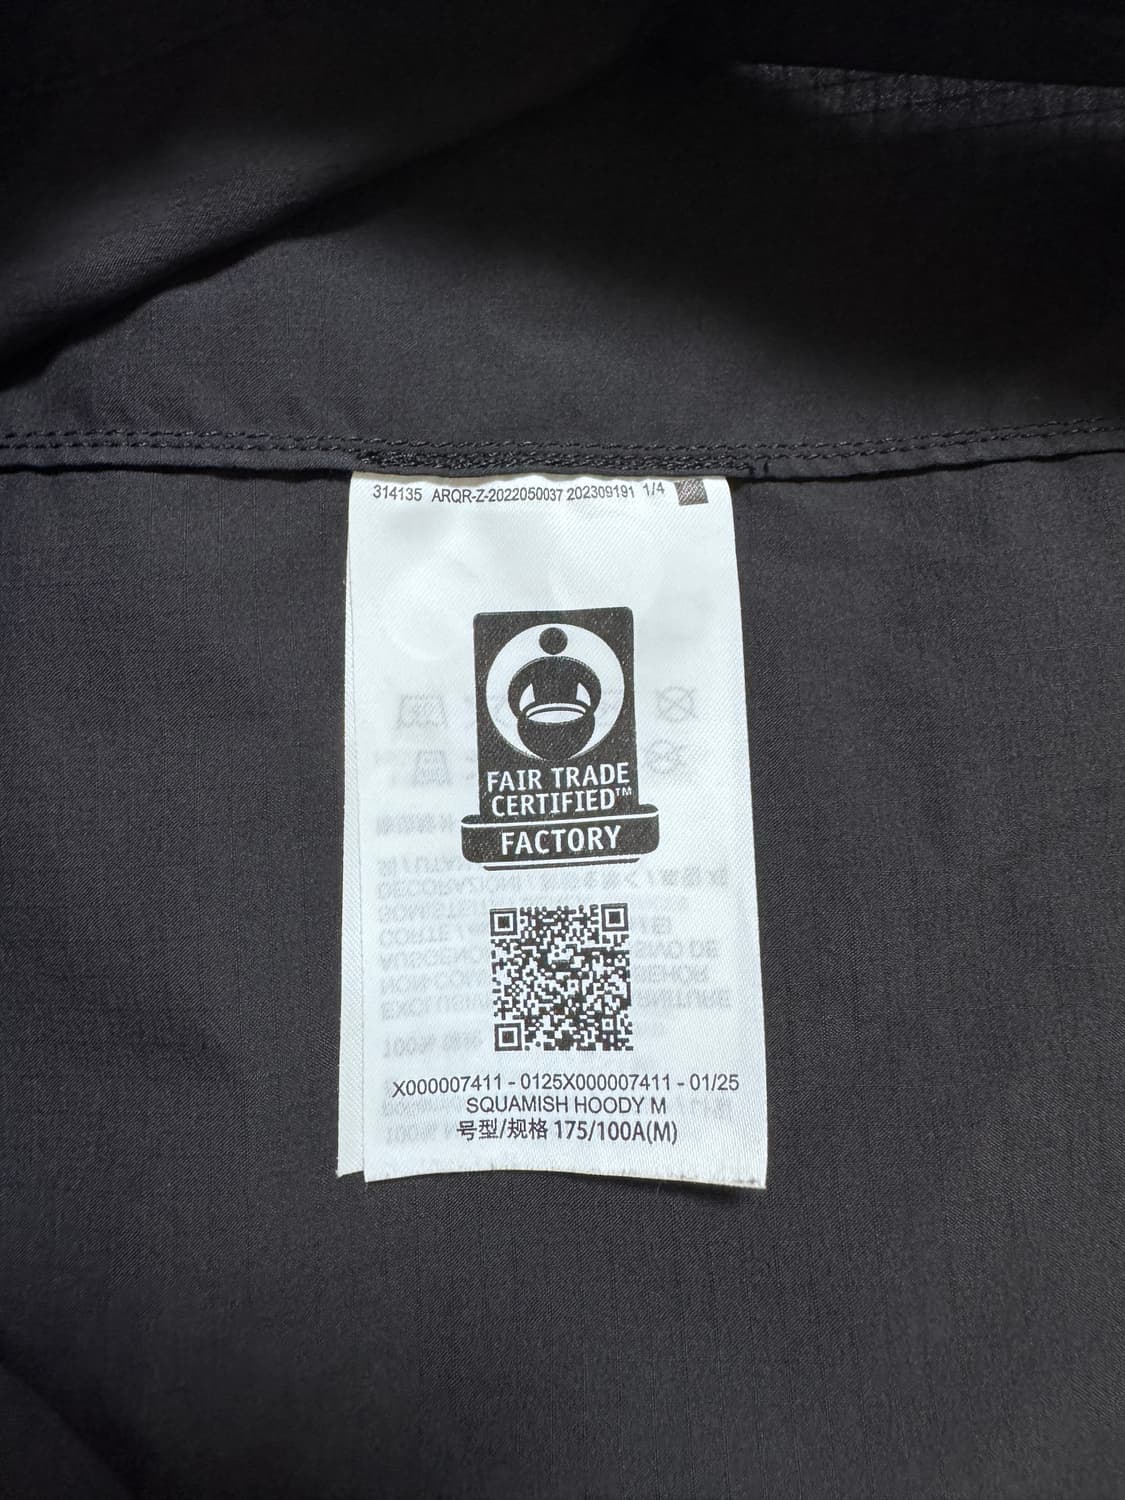 314135 ARQR-Z-2022050037 202309191 1/4
FAIR TRADE
CERTIFIED™
FACTORY
X000007411 - 0125X000007411 - 01/25
SQUAMISH HOODY M
号型/规格 175/100A(M)